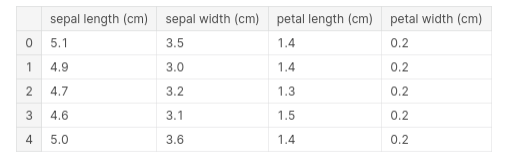 sepal length (cm) sepal width (cm) petal length (cm) petal width (cm)
0 5.1 3.5 1.4 0.2
1 4.9 3.0 1.4 0.2
2 4.7 3.2 1.3 0.2
3 4.6 3.1 1.5 0.2
4 5.0 3.6 1.4 0.2